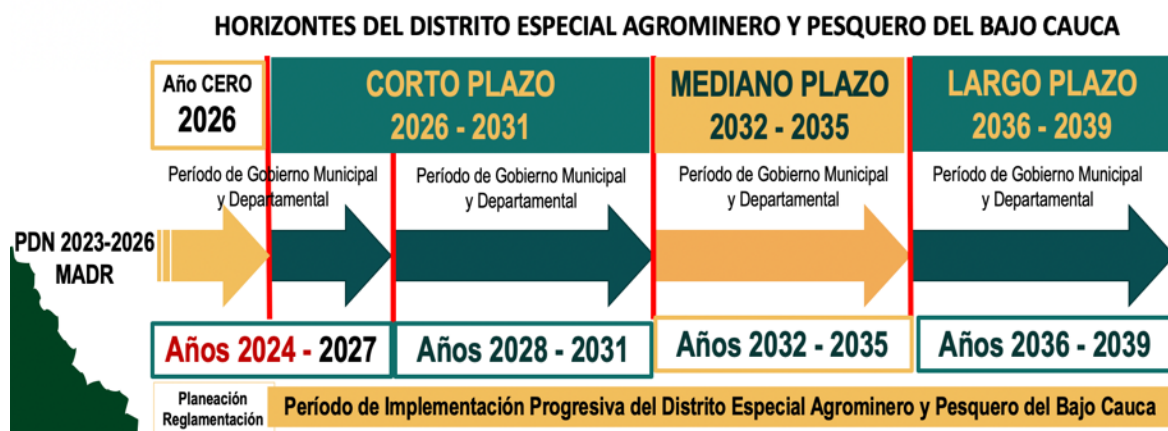 HORIZONTES DEL DISTRITO ESPECIAL AGROMINERO Y PESQUERO DEL BAJO CAUCA
Año CERO
2026
CORTO PLAZO
2026 - 2031
MEDIANO PLAZO
2032 - 2035
LARGO PLAZO
2036 - 2039
Período de Gobierno Municipal
y Departamental
Período de Gobierno Municipal
y Departamental
Período de Gobierno Municipal
y Departamental
Período de Gobierno Municipal
y Departamental
PDN 2023-2026
MADR
Años 2024 - 2027
Años 2028 - 2031
Años 2032 - 2035
Años 2036 - 2039
Planeación
Reglamentación
Período de Implementación Progresiva del Distrito Especial Agrominero y Pesquero del Bajo Cauca